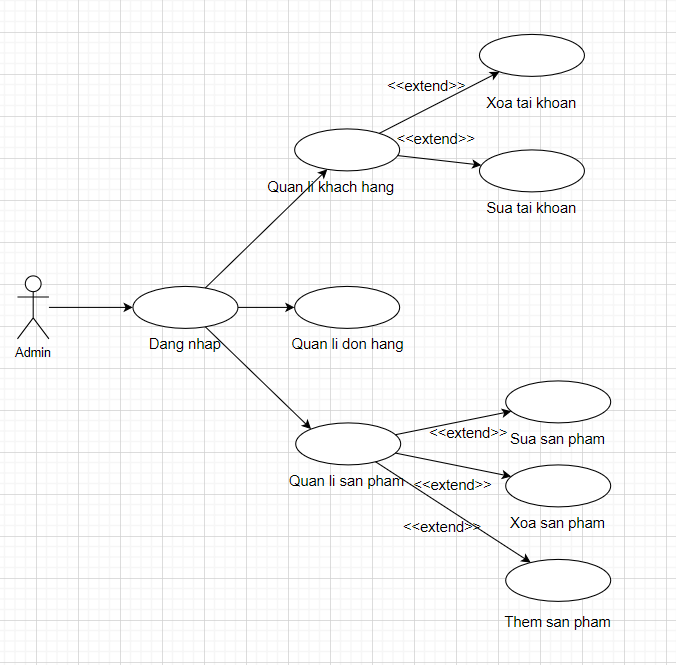 <<extend>>
Xoa tai khoan
<<extend>>
Quan li khach hang
Sua tai khoan
Admin
Dang nhap
Quan li don hang
<<extend>>
Sua san pham
Quan li san pham
<<extend>>
Xoa san pham
<<extend>>
Them san pham